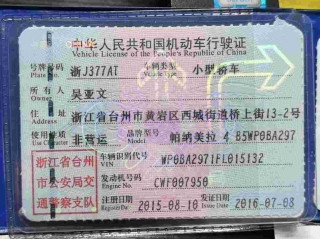 中华人民共和国机动车行驶证
Vehicle License of the People's Republic of China
号牌号码 浙J377AT 车辆类型 小型轿车
Plate No. Vehicle Type
所有人 吴亚文
Owner
住址 浙江省台州市黄岩区西城街道桥上街13-2号
Address
使用性质 非营运 品牌型号 帕纳美拉 4 85WP0BA297
Use Character Model
浙江省台州 车辆识别代号 WP0BA2971FL015132
VIN
市公安局交 发动机号码 CWF007950
Engine No.
通警察支队 注册日期 2015-08-10 发证日期 2016-07-08
Register Date Issue Date